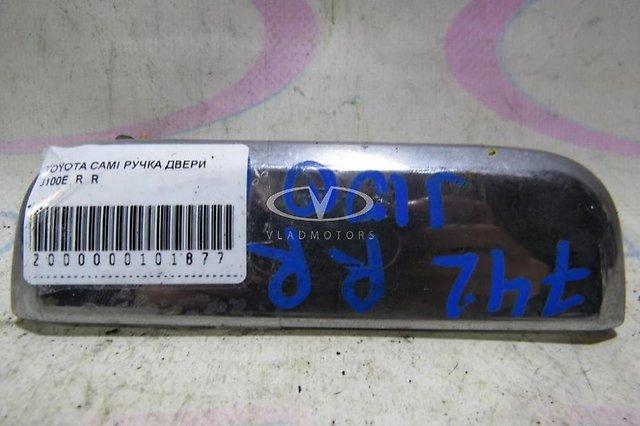 TOYOTA CAMI РУЧКА ДВЕРИ
J100E R R
2000000101877
VLADMOTORS
J100
RR
742